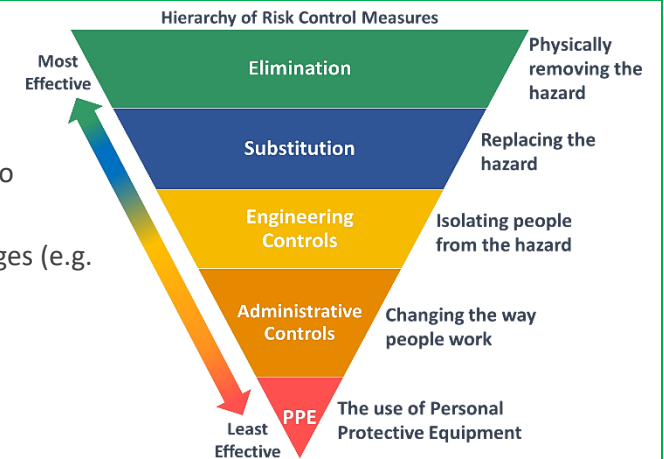 Hierarchy of Risk Control Measures
Most
Effective
Elimination
Physically
removing the
hazard
Substitution
Replacing the
hazard
o
Engineering
Controls
Isolating people
from the hazard
ges (e.g.
Administrative
Controls
Changing the way
people work
PPE
The use of Personal
Protective Equipment
Least
Effective